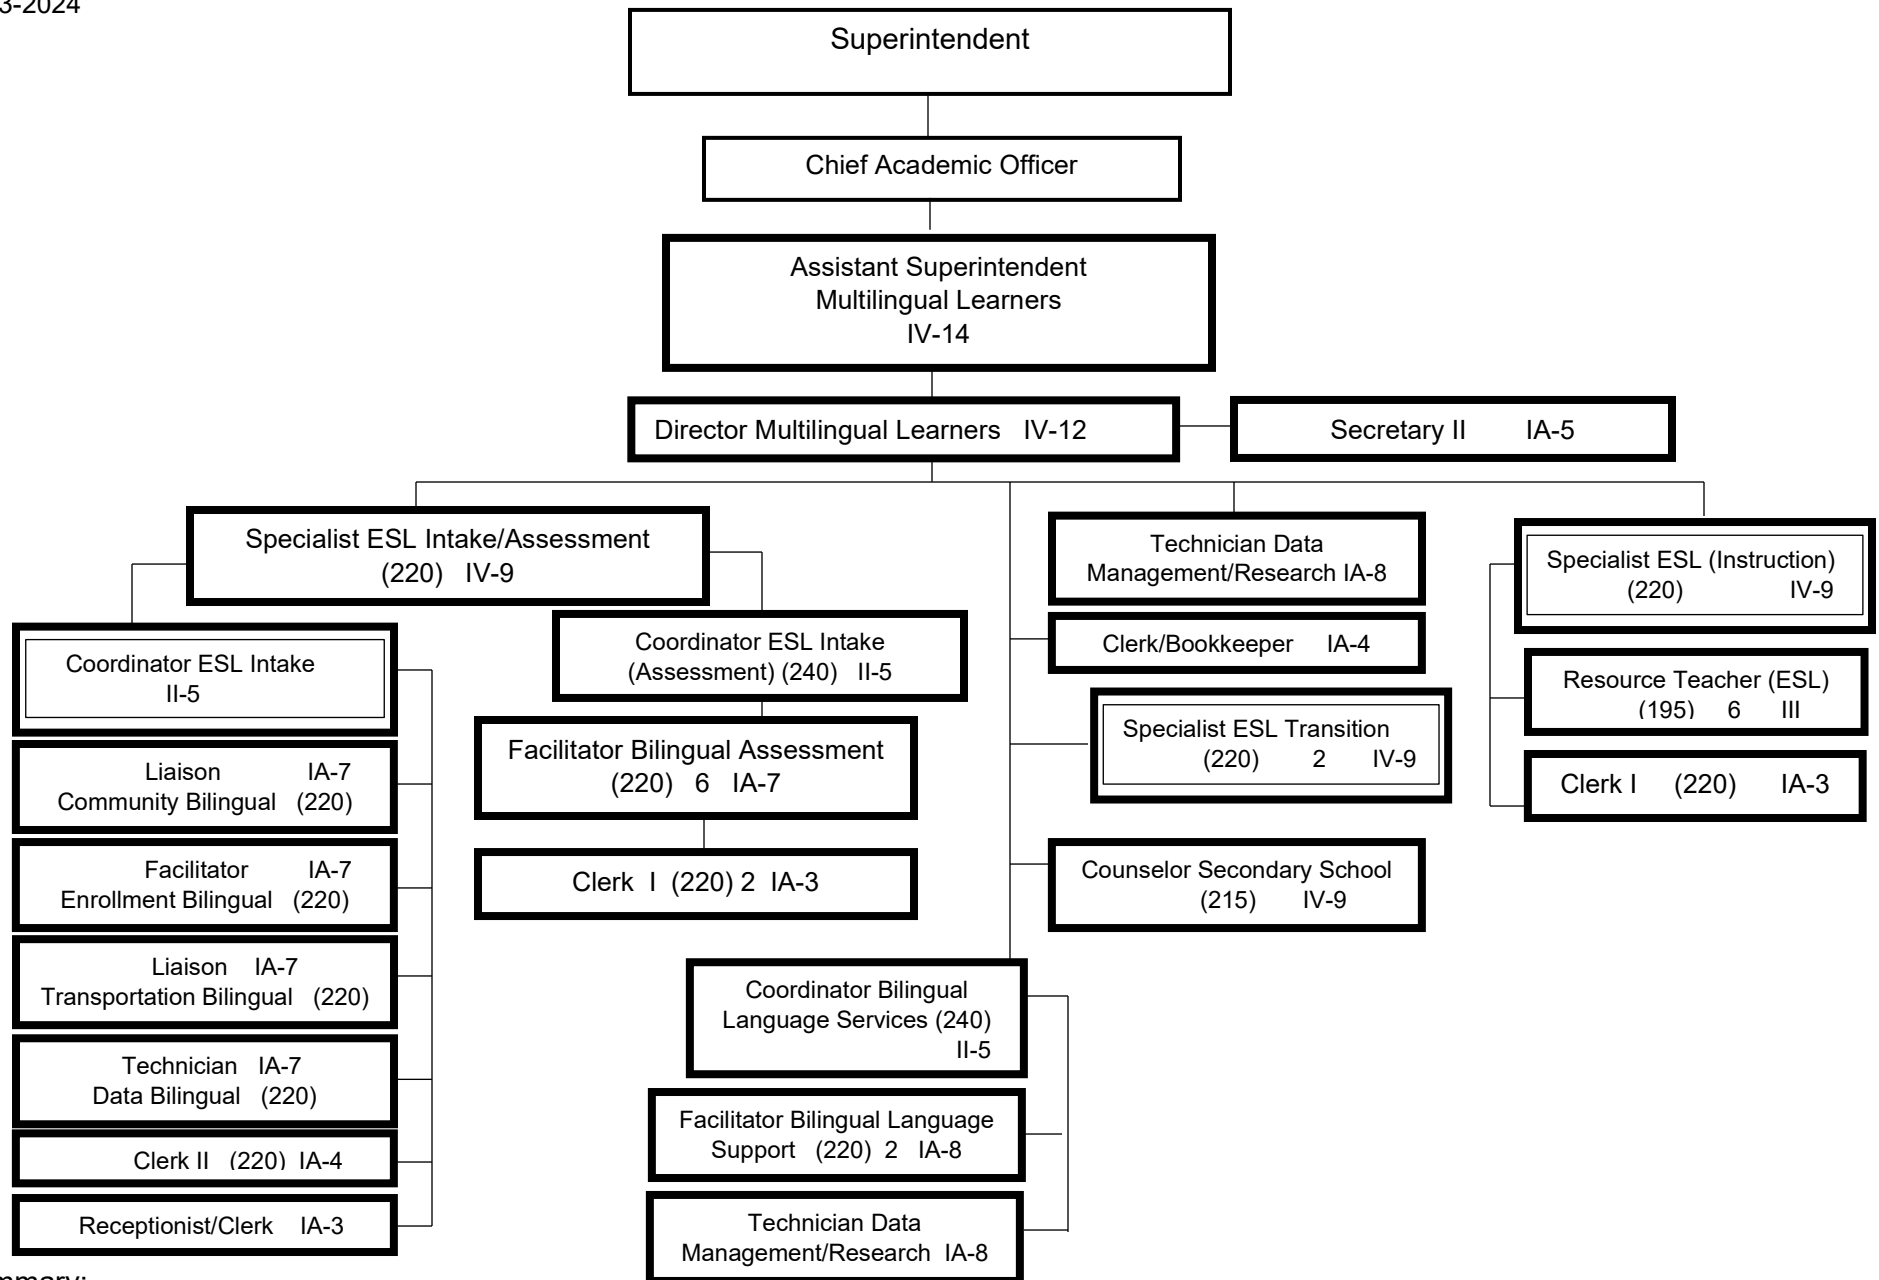 3-2024
Superintendent
Chief Academic Officer
Assistant Superintendent
Multilingual Learners
IV-14
Director Multilingual Learners IV-12
Secretary II IA-5
Specialist ESL Intake/Assessment
(220) IV-9
Coordinator ESL Intake
II-5
Liaison IA-7
Community Bilingual (220)
Facilitator IA-7
Enrollment Bilingual (220)
Liaison IA-7
Transportation Bilingual (220)
Technician IA-7
Data Bilingual (220)
Clerk II (220) IA-4
Receptionist/Clerk IA-3
Coordinator ESL Intake
(Assessment) (240) II-5
Facilitator Bilingual Assessment
(220) 6 IA-7
Clerk I (220) 2 IA-3
Technician Data
Management/Research IA-8
Clerk/Bookkeeper IA-4
Specialist ESL Transition
(220) 2 IV-9
Counselor Secondary School
(215) IV-9
Coordinator Bilingual
Language Services (240)
II-5
Facilitator Bilingual Language
Support (220) 2 IA-8
Technician Data
Management/Research IA-8
Specialist ESL (Instruction)
(220) IV-9
Resource Teacher (ESL)
(195) 6 III
Clerk I (220) IA-3